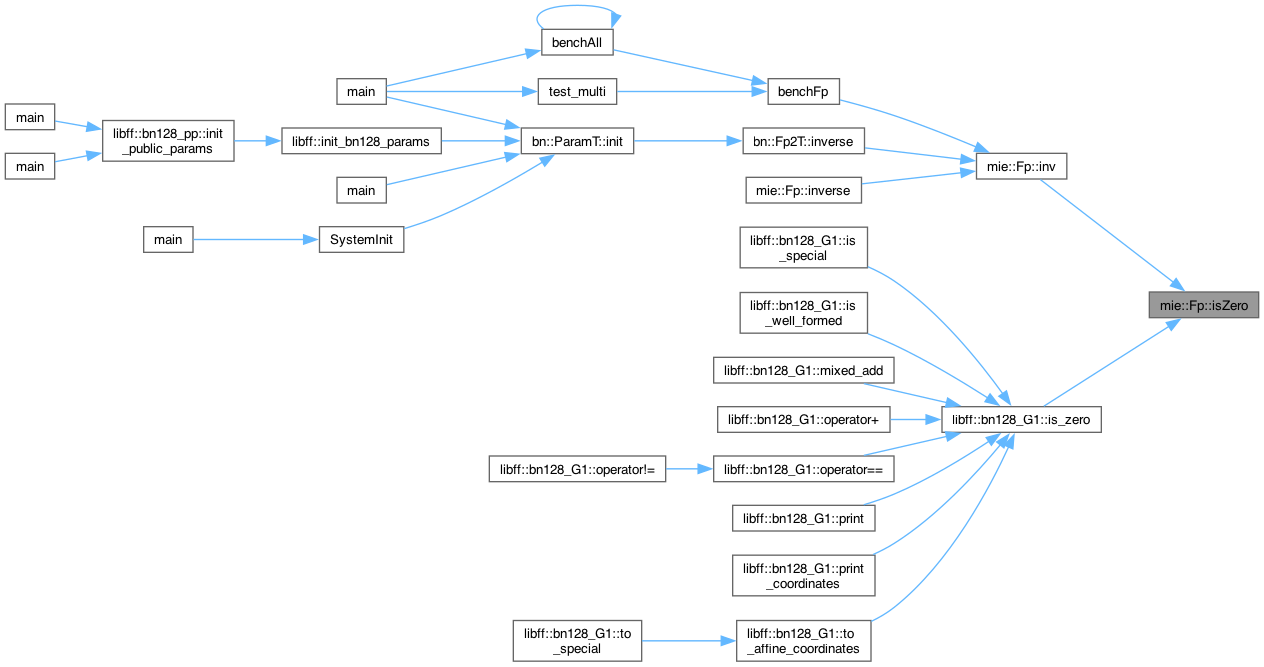 benchAll
main
test_multi
benchFp
main
libff::bn128_pp::init
_public_params
libff::init_bn128_params
bn::ParamT::init
bn::Fp2T::inverse
mie::Fp::inv
main
main
mie::Fp::inverse
main
SystemInit
libff::bn128_G1::is
_special
libff::bn128_G1::is
_well_formed
mie::Fp::isZero
libff::bn128_G1::mixed_add
libff::bn128_G1::operator+
libff::bn128_G1::is_zero
libff::bn128_G1::operator!=
libff::bn128_G1::operator==
libff::bn128_G1::print
libff::bn128_G1::print
_coordinates
libff::bn128_G1::to
_special
libff::bn128_G1::to
_affine_coordinates